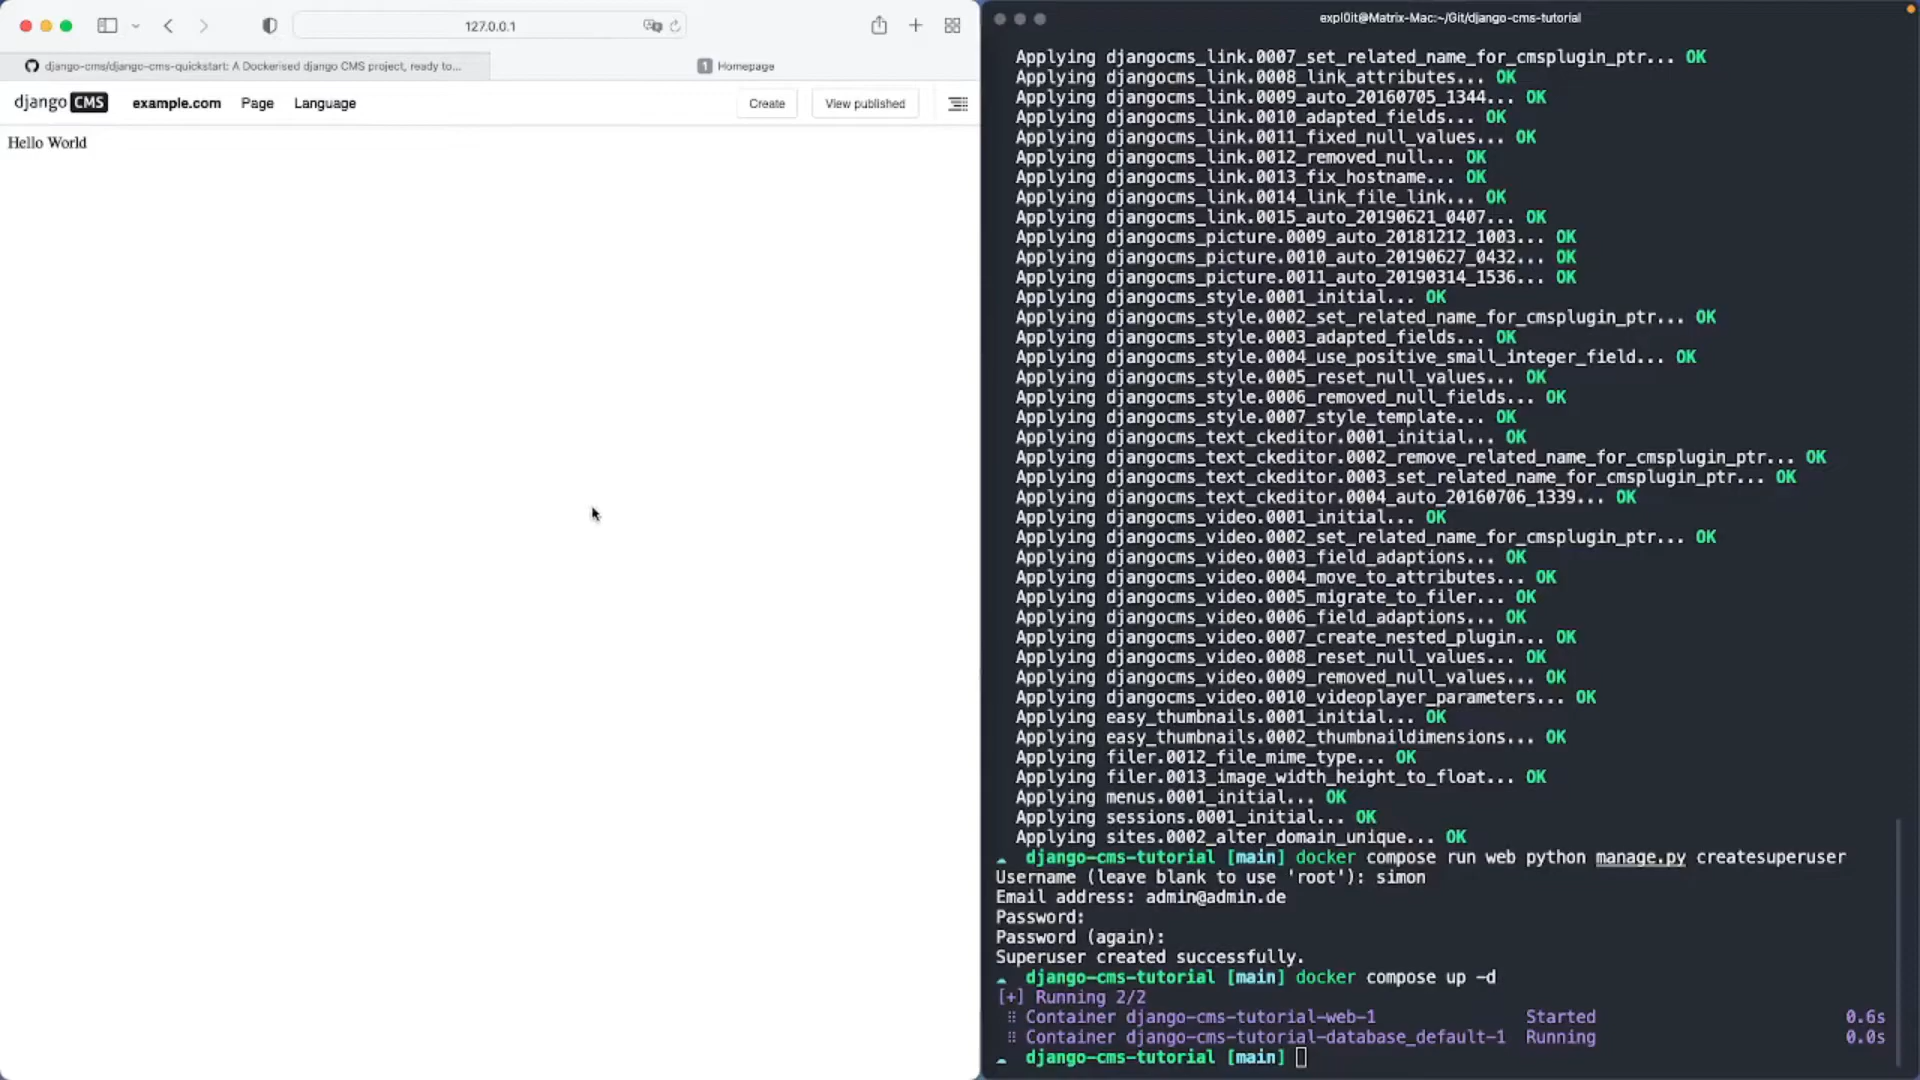 127.0.0.1
django-cms/django-cms-quickstart: A Dockerised django CMS project, ready to...
1 Homepage
django CMS example.com Page Language Create View published
Hello World
expl0it@Matrix-Mac:~/Git/django-cms-tutorial
Applying djangocms_link.0007_set_related_name_for_cmsplugin_ptr... OK
Applying djangocms_link.0008_link_attributes... OK
Applying djangocms_link.0009_auto_20160705_1344... OK
Applying djangocms_link.0010_adapted_fields... OK
Applying djangocms_link.0011_fixed_null_values... OK
Applying djangocms_link.0012_removed_null... OK
Applying djangocms_link.0013_fix_hostname... OK
Applying djangocms_link.0014_link_file_link... OK
Applying djangocms_link.0015_auto_20190621_0407... OK
Applying djangocms_picture.0009_auto_20181212_1003... OK
Applying djangocms_picture.0010_auto_20190627_0432... OK
Applying djangocms_picture.0011_auto_20190314_1536... OK
Applying djangocms_style.0001_initial... OK
Applying djangocms_style.0002_set_related_name_for_cmsplugin_ptr... OK
Applying djangocms_style.0003_adapted_fields... OK
Applying djangocms_style.0004_use_positive_small_integer_field... OK
Applying djangocms_style.0005_reset_null_values... OK
Applying djangocms_style.0006_removed_null_fields... OK
Applying djangocms_style.0007_style_template... OK
Applying djangocms_text_ckeditor.0001_initial... OK
Applying djangocms_text_ckeditor.0002_remove_related_name_for_cmsplugin_ptr... OK
Applying djangocms_text_ckeditor.0003_set_related_name_for_cmsplugin_ptr... OK
Applying djangocms_text_ckeditor.0004_auto_20160706_1339... OK
Applying djangocms_video.0001_initial... OK
Applying djangocms_video.0002_set_related_name_for_cmsplugin_ptr... OK
Applying djangocms_video.0003_field_adaptions... OK
Applying djangocms_video.0004_move_to_attributes... OK
Applying djangocms_video.0005_migrate_to_filer... OK
Applying djangocms_video.0006_field_adaptions... OK
Applying djangocms_video.0007_create_nested_plugin... OK
Applying djangocms_video.0008_reset_null_values... OK
Applying djangocms_video.0009_removed_null_values... OK
Applying djangocms_video.0010_videoplayer_parameters... OK
Applying easy_thumbnails.0001_initial... OK
Applying easy_thumbnails.0002_thumbnaildimensions... OK
Applying filer.0012_file_mime_type... OK
Applying filer.0013_image_width_height_to_float... OK
Applying menus.0001_initial... OK
Applying sessions.0001_initial... OK
Applying sites.0002_alter_domain_unique... OK
django-cms-tutorial [main] docker compose run web python manage.py createsuperuser
Username (leave blank to use 'root'): simon
Email address: admin@admin.de
Password:
Password (again):
Superuser created successfully.
django-cms-tutorial [main] docker compose up -d
[+] Running 2/2
⠿ Container django-cms-tutorial-web-1 Started 0.6s
⠿ Container django-cms-tutorial-database_default-1 Running 0.0s
django-cms-tutorial [main]